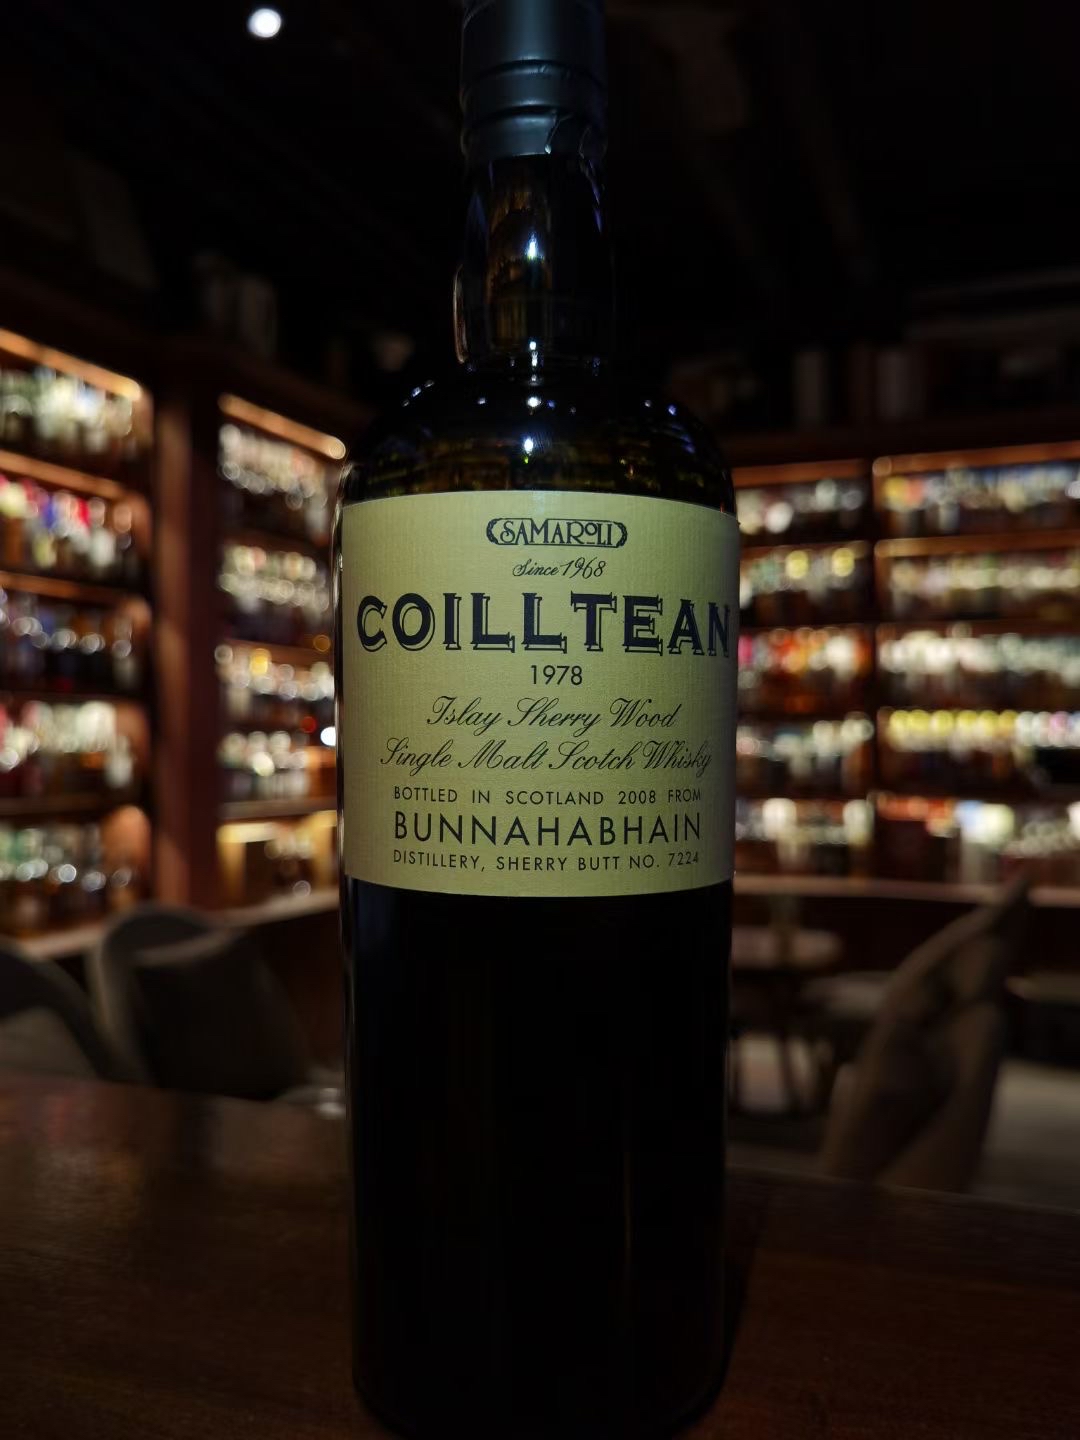 SAMAROLI
Since 1968
COILLTEAN
1978
Islay Sherry Wood
Single Malt Scotch Whisky
BOTTLED IN SCOTLAND 2008 FROM
BUNNAHABHAIN
DISTILLERY, SHERRY BUTT NO. 7224